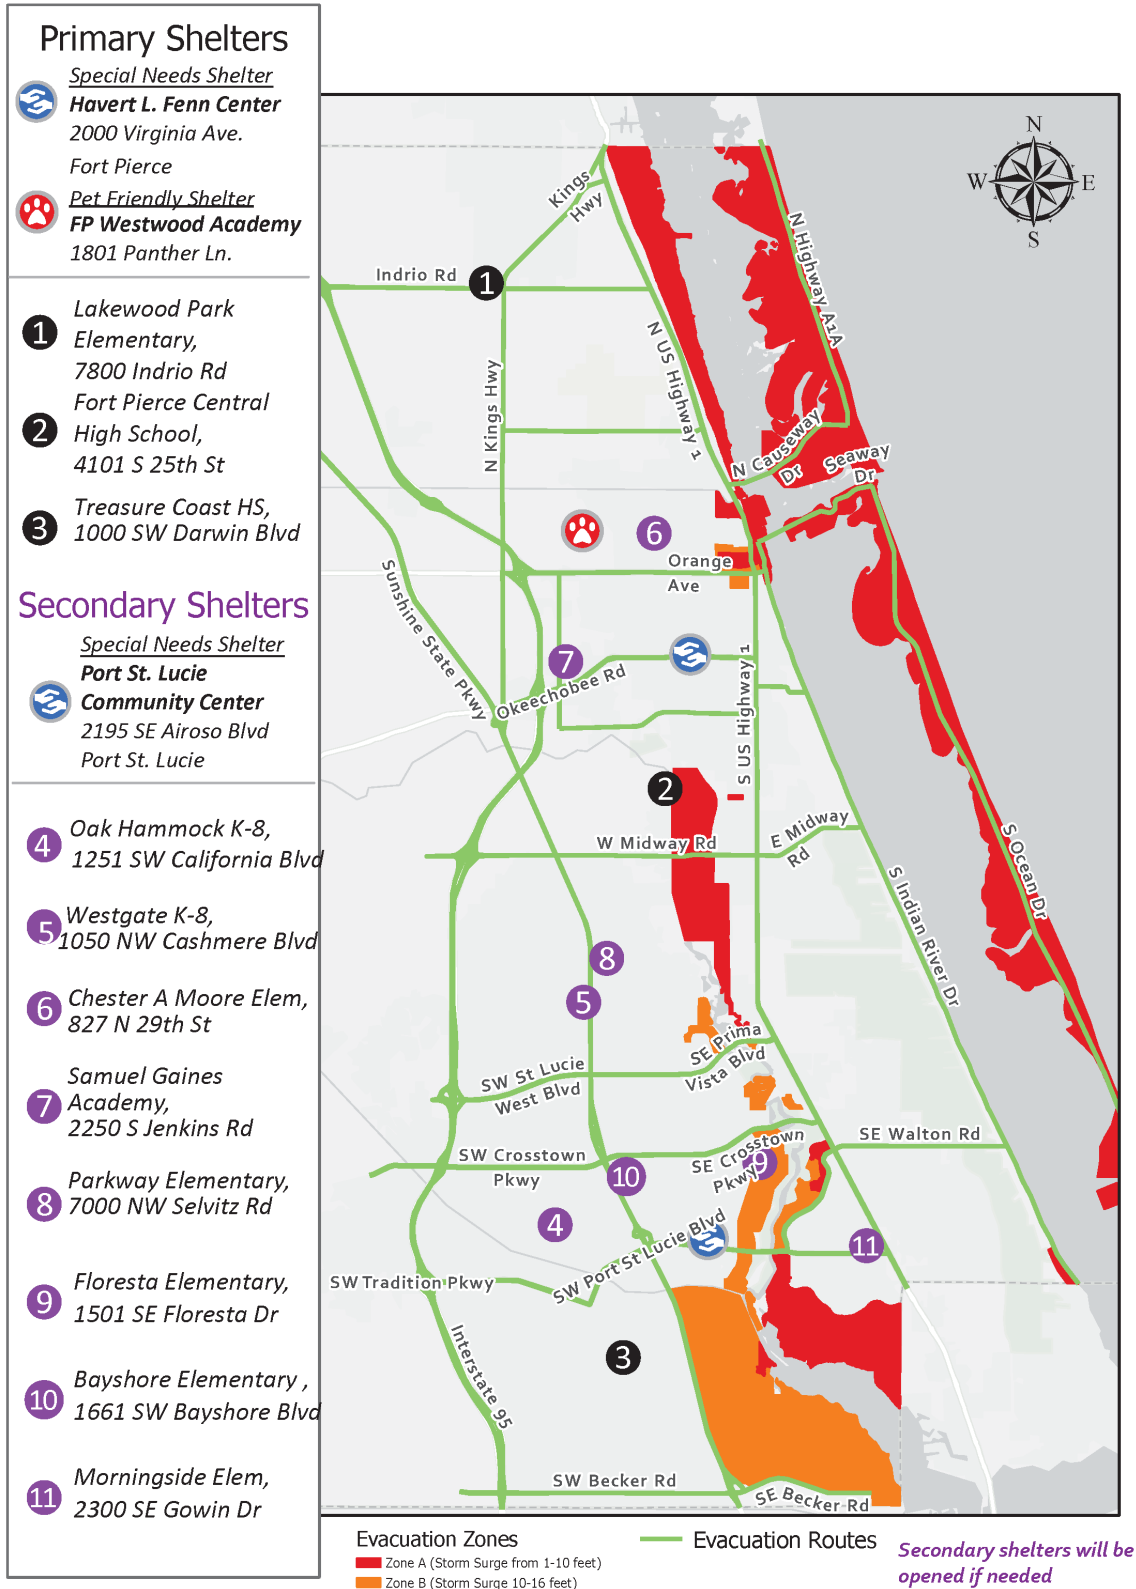 Primary Shelters
Special Needs Shelter
Havert L. Fenn Center
2000 Virginia Ave.
Fort Pierce
Pet Friendly Shelter
FP Westwood Academy
1801 Panther Ln.
1
Lakewood Park
Elementary,
7800 Indrio Rd
2
Fort Pierce Central
High School,
4101 S 25th St
3
Treasure Coast HS,
1000 SW Darwin Blvd
Secondary Shelters
Special Needs Shelter
Port St. Lucie
Community Center
2195 SE Airoso Blvd
Port St. Lucie
4
Oak Hammock K-8,
1251 SW California Blvd
5
Westgate K-8,
1050 NW Cashmere Blvd
6
Chester A Moore Elem,
827 N 29th St
7
Samuel Gaines
Academy,
2250 S Jenkins Rd
8
Parkway Elementary,
7000 NW Selvitz Rd
9
Floresta Elementary,
1501 SE Floresta Dr
10
Bayshore Elementary ,
1661 SW Bayshore Blvd
11
Morningside Elem,
2300 SE Gowin Dr
N
W
E
S
Kings
Hwy
Indrio Rd
1
N Highway A1A
N US Highway 1
N Kings Hwy
N Causeway
Dr
Seaway
Dr
6
Orange
Ave
Sunshine State Pkwy
7
Okeechobee Rd
S US Highway 1
2
W Midway Rd
E Midway
Rd
S Ocean Dr
S Indian River Dr
8
5
SE Prima
Vista Blvd
SW St Lucie
West Blvd
SE Walton Rd
SW Crosstown
Pkwy
SE Crosstown
Pkwy
9
10
4
11
SW Port St Lucie Blvd
SW Tradition Pkwy
Interstate 95
3
SW Becker Rd
SE Becker Rd
Evacuation Zones
Zone A (Storm Surge from 1-10 feet)
Zone B (Storm Surge 10-16 feet)
Evacuation Routes
Secondary shelters will be
opened if needed